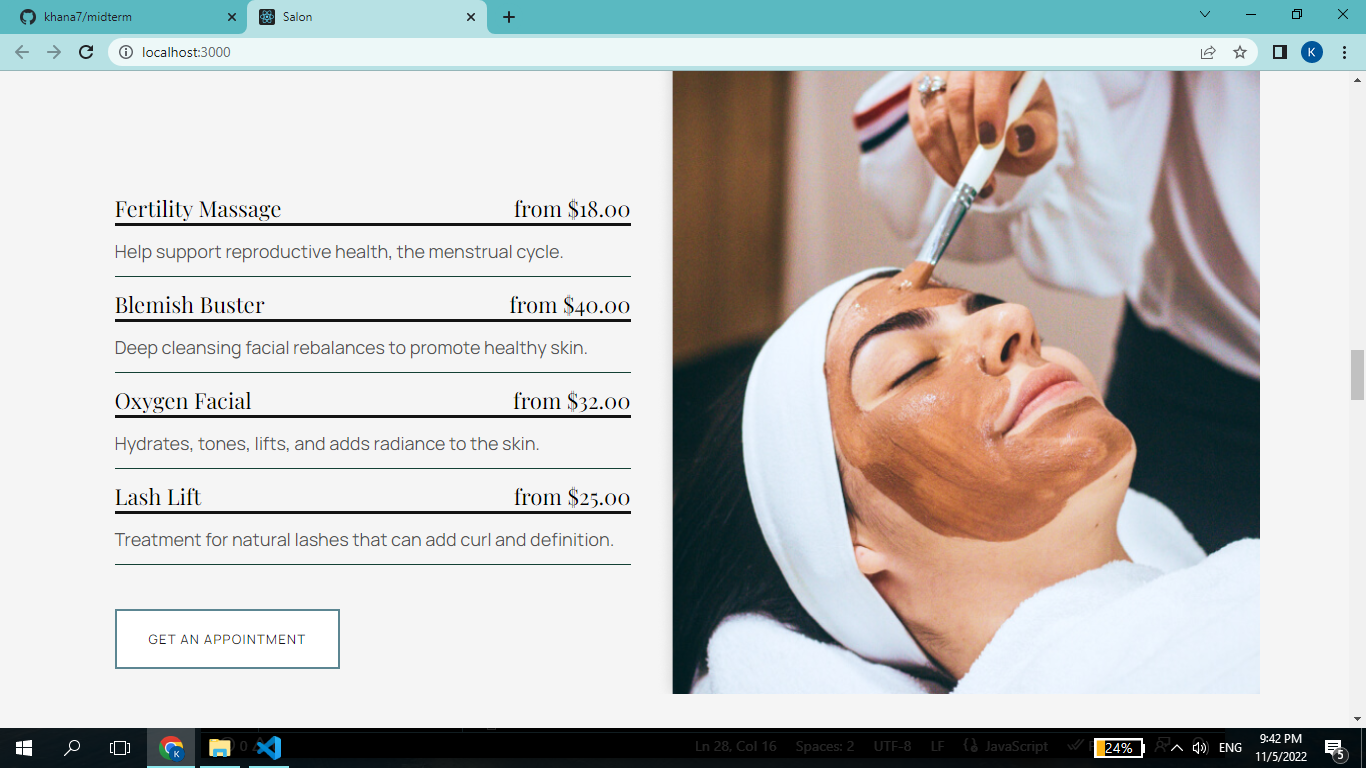 khana7/midterm
Salon
localhost:3000
K
Fertility Massage from $18.00
Help support reproductive health, the menstrual cycle.
Blemish Buster from $40.00
Deep cleansing facial rebalances to promote healthy skin.
Oxygen Facial from $32.00
Hydrates, tones, lifts, and adds radiance to the skin.
Lash Lift from $25.00
Treatment for natural lashes that can add curl and definition.
GET AN APPOINTMENT
K
0
Ln 28, Col 16 Spaces: 2 UTF-8 LF {} JavaScript
24%
ENG
9:42 PM
11/5/2022
5